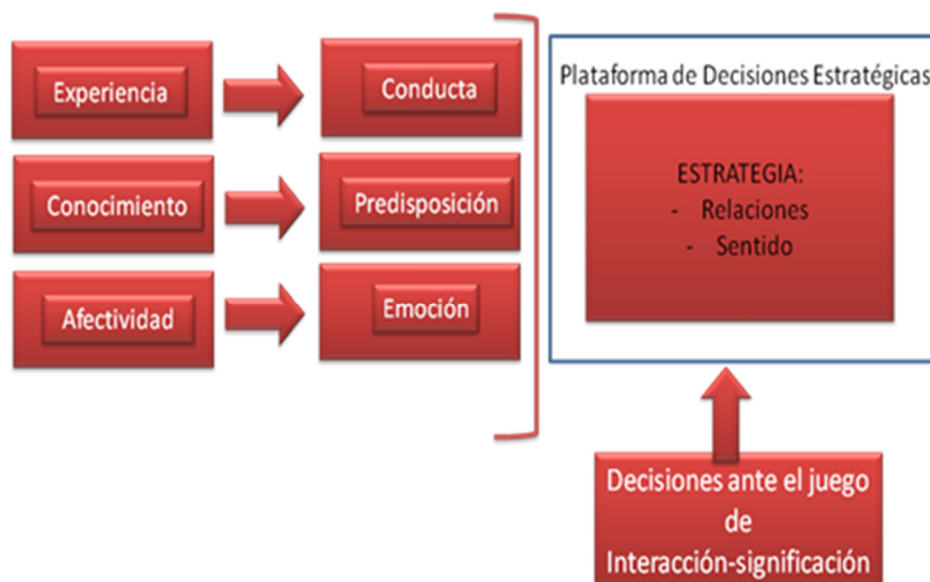 Experiencia
Conducta
Conocimiento
Predisposición
Afectividad
Emoción
Plataforma de Decisiones Estratégicas
ESTRATEGIA:
- Relaciones
- Sentido
Decisiones ante el juego
de
Interacción-significación